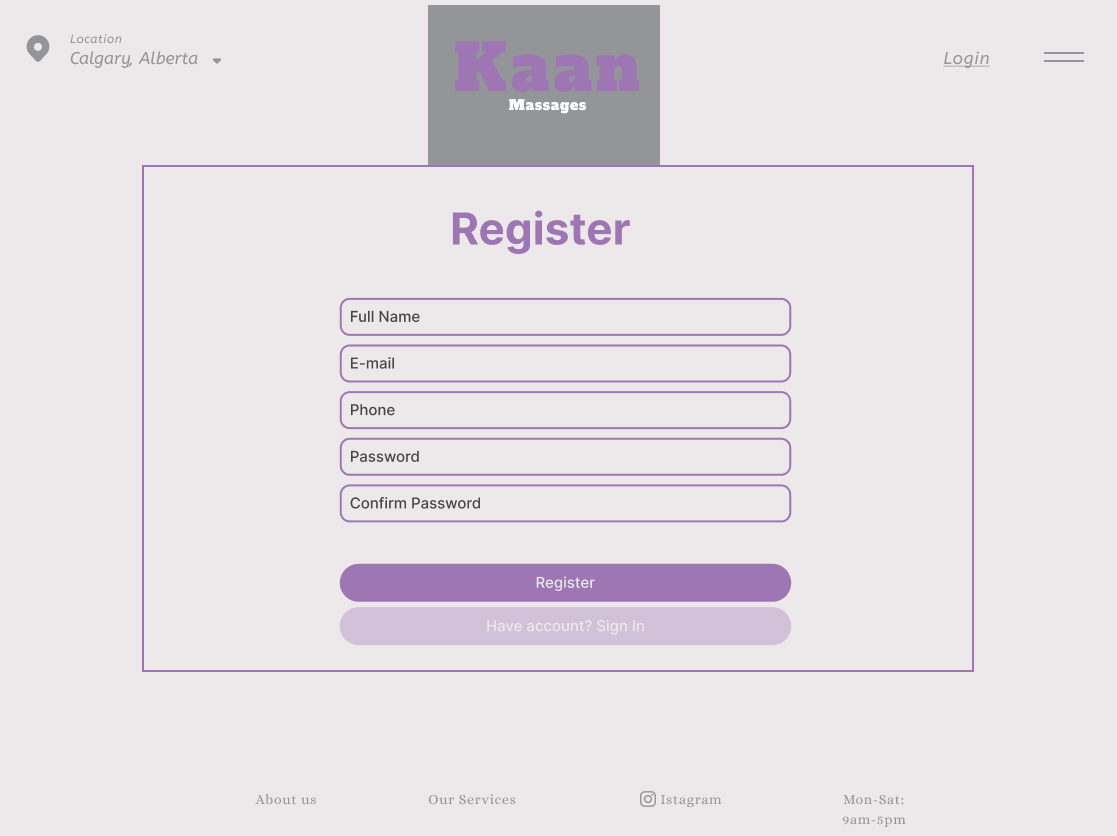 Location
Calgary, Alberta
Kaan
Massages
Login
Register
Full Name
E-mail
Phone
Password
Confirm Password
Register
Have account? Sign In
About us
Our Services
Istagram
Mon-Sat:
9am-5pm